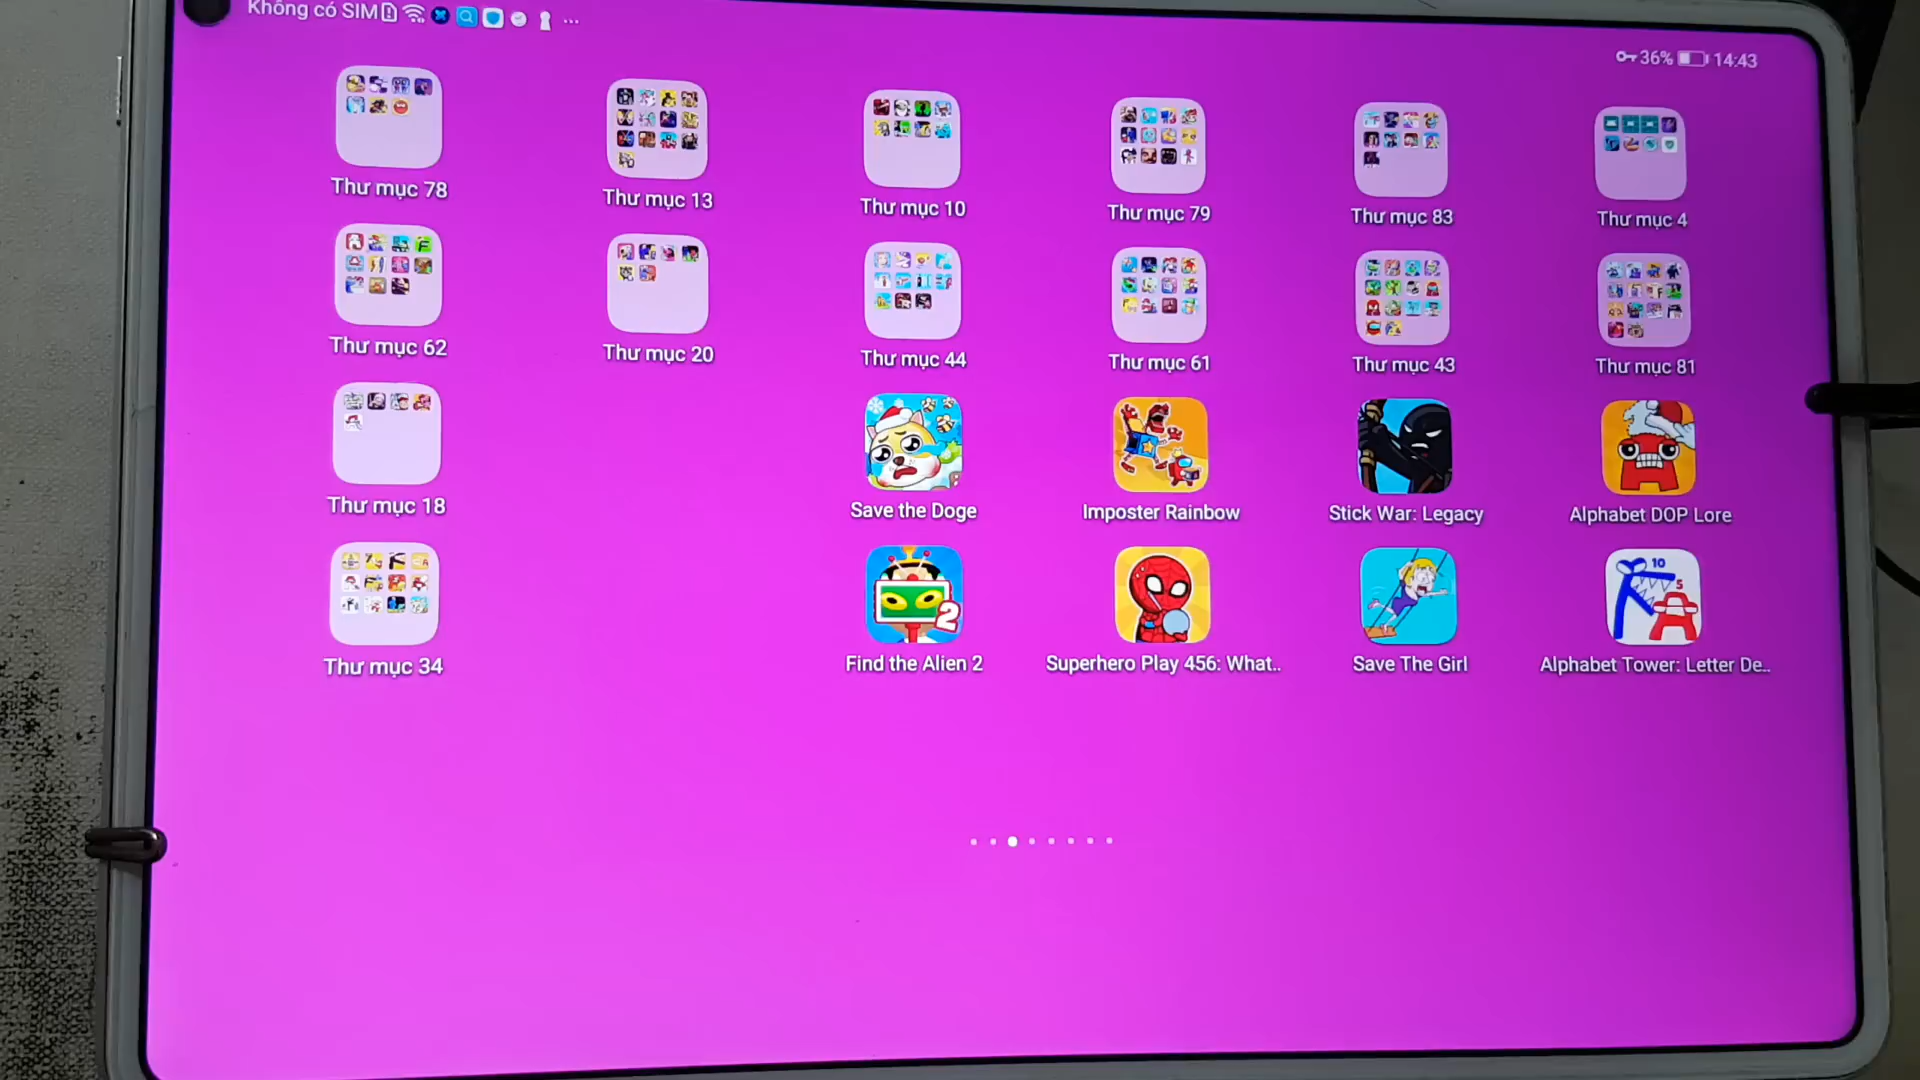 Không có SIM
36% 14:43
Thư mục 78
Thư mục 13
Thư mục 10
Thư mục 79
Thư mục 83
Thư mục 4
Thư mục 62
Thư mục 20
Thư mục 44
Thư mục 61
Thư mục 43
Thư mục 81
Thư mục 18
Save the Doge
Imposter Rainbow
Stick War: Legacy
Alphabet DOP Lore
2
10
5
Thư mục 34
Find the Alien 2
Superhero Play 456: What..
Save The Girl
Alphabet Tower: Letter De..